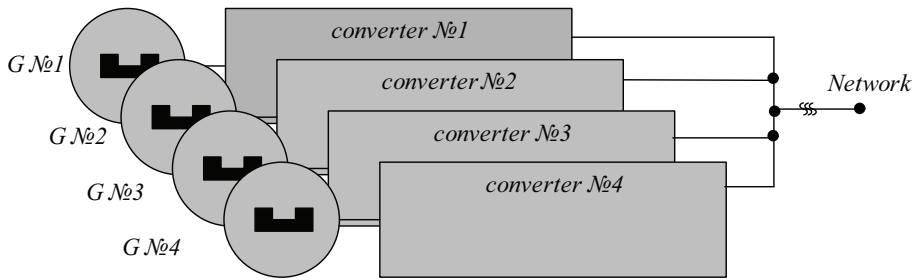 converter №1
G №1
converter №2
Network
G №2
converter №3
G №3
converter №4
G №4